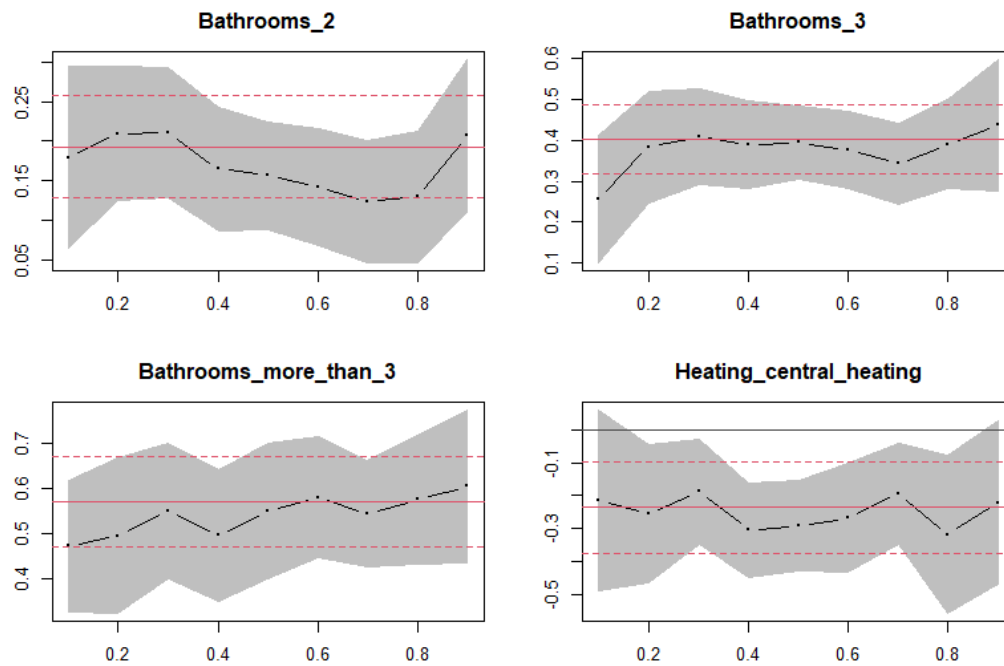 Bathrooms_2
0.25
0.15
0.05
0.2 0.4 0.6 0.8
Bathrooms_3
0.6
0.5
0.4
0.3
0.2
0.1
0.2 0.4 0.6 0.8
Bathrooms_more_than_3
0.7
0.6
0.5
0.4
0.2 0.4 0.6 0.8
Heating_central_heating
-0.1
-0.3
-0.5
0.2 0.4 0.6 0.8